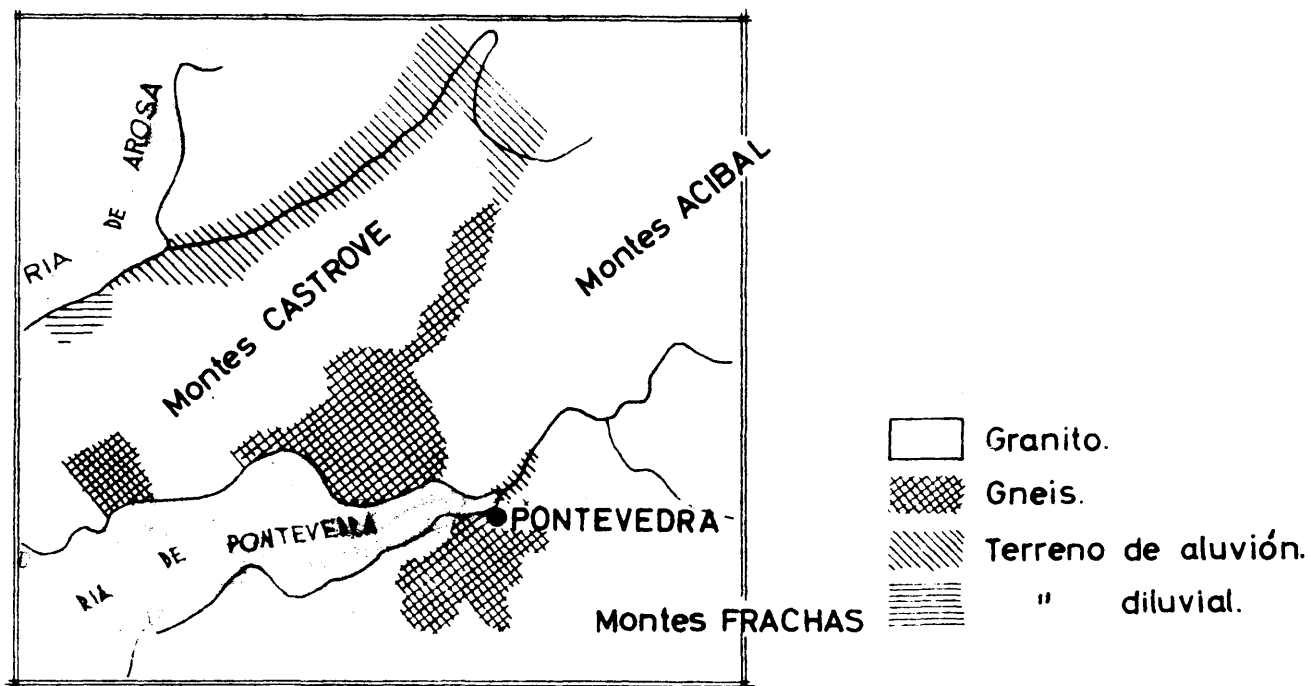 RIA DE AROSA
Montes CASTROVE
Montes ACIBAL
RIA DE PONTEVEDRA
PONTEVEDRA
Montes FRACHAS
Granito.
Gneis.
Terreno de aluvión.
" diluvial.